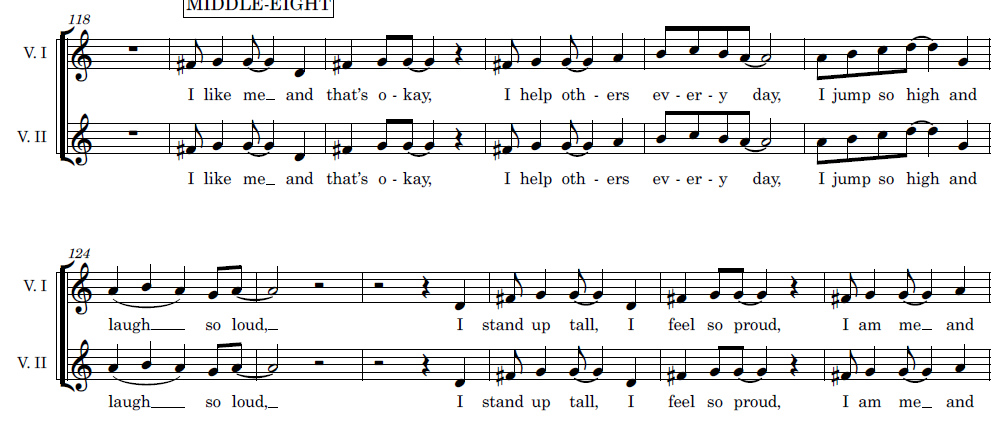 MIDDLE-EIGHT
118
V. I
I like me_ and that's o - kay, I help oth - ers ev - er - y day, I jump so high and
V. II
I like me_ and that's o - kay, I help oth - ers ev - er - y day, I jump so high and
124
V. I
laugh___ so loud,_ I stand up tall, I feel so proud, I am me_ and
V. II
laugh___ so loud,_ I stand up tall, I feel so proud, I am me_ and